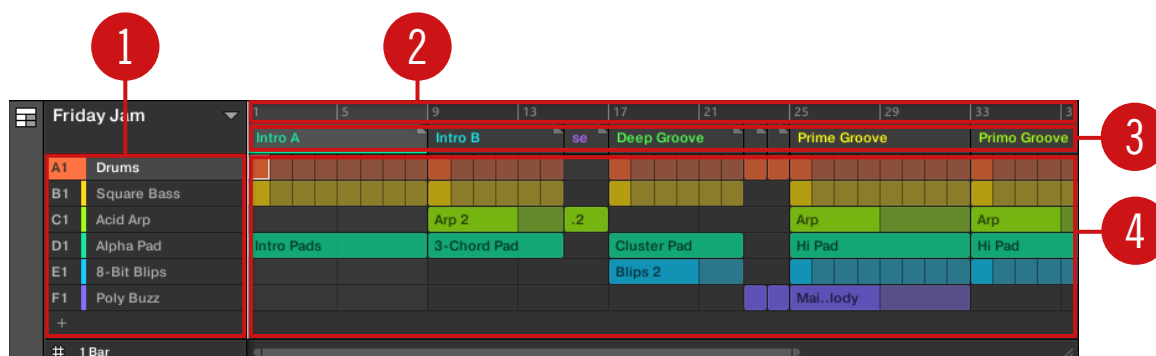 1 2
Friday Jam 1 5 9 13 17 21 25 29 33 3
Intro A Intro B se Deep Groove Prime Groove Primo Groove 3
A1 Drums
B1 Square Bass
C1 Acid Arp Arp 2 .2 Arp Arp
D1 Alpha Pad Intro Pads 3-Chord Pad Cluster Pad Hi Pad Hi Pad 4
E1 8-Bit Blips Blips 2
F1 Poly Buzz Mai..lody
+
1 Bar